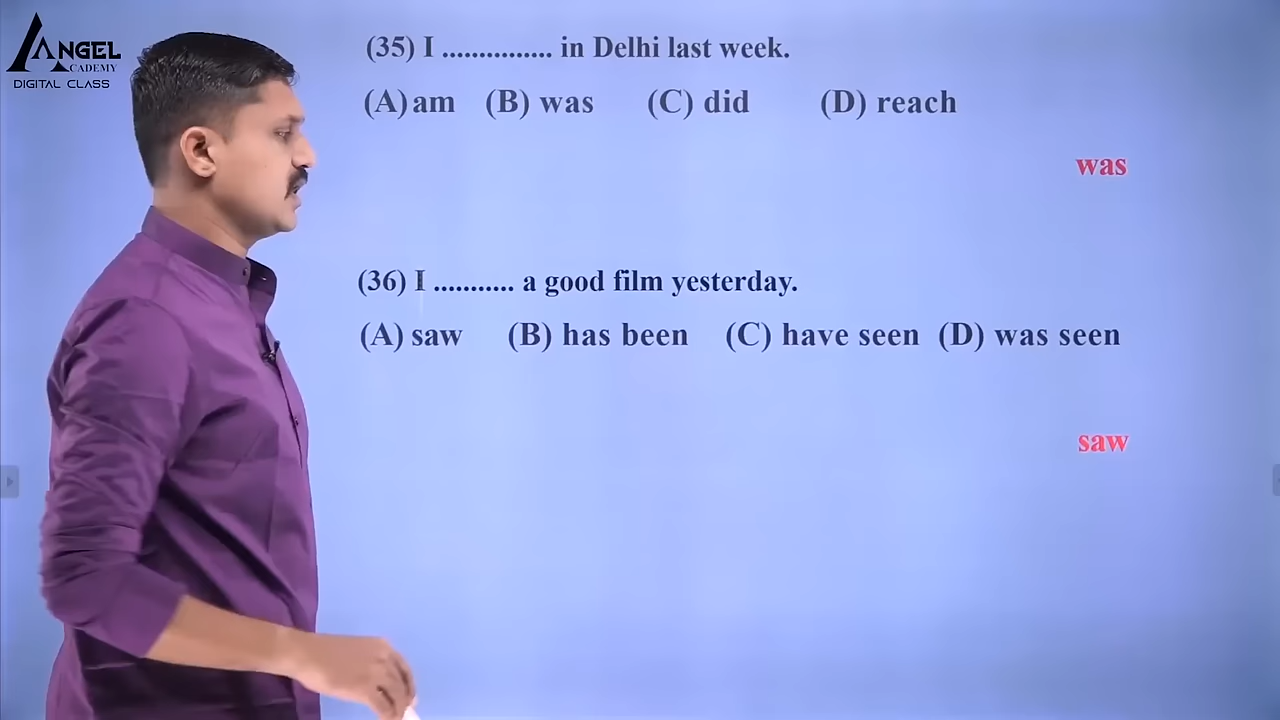 ANGEL
ACADEMY
DIGITAL CLASS
(35) I ............... in Delhi last week.
(A) am (B) was (C) did (D) reach
was
(36) I ........... a good film yesterday.
(A) saw (B) has been (C) have seen (D) was seen
saw